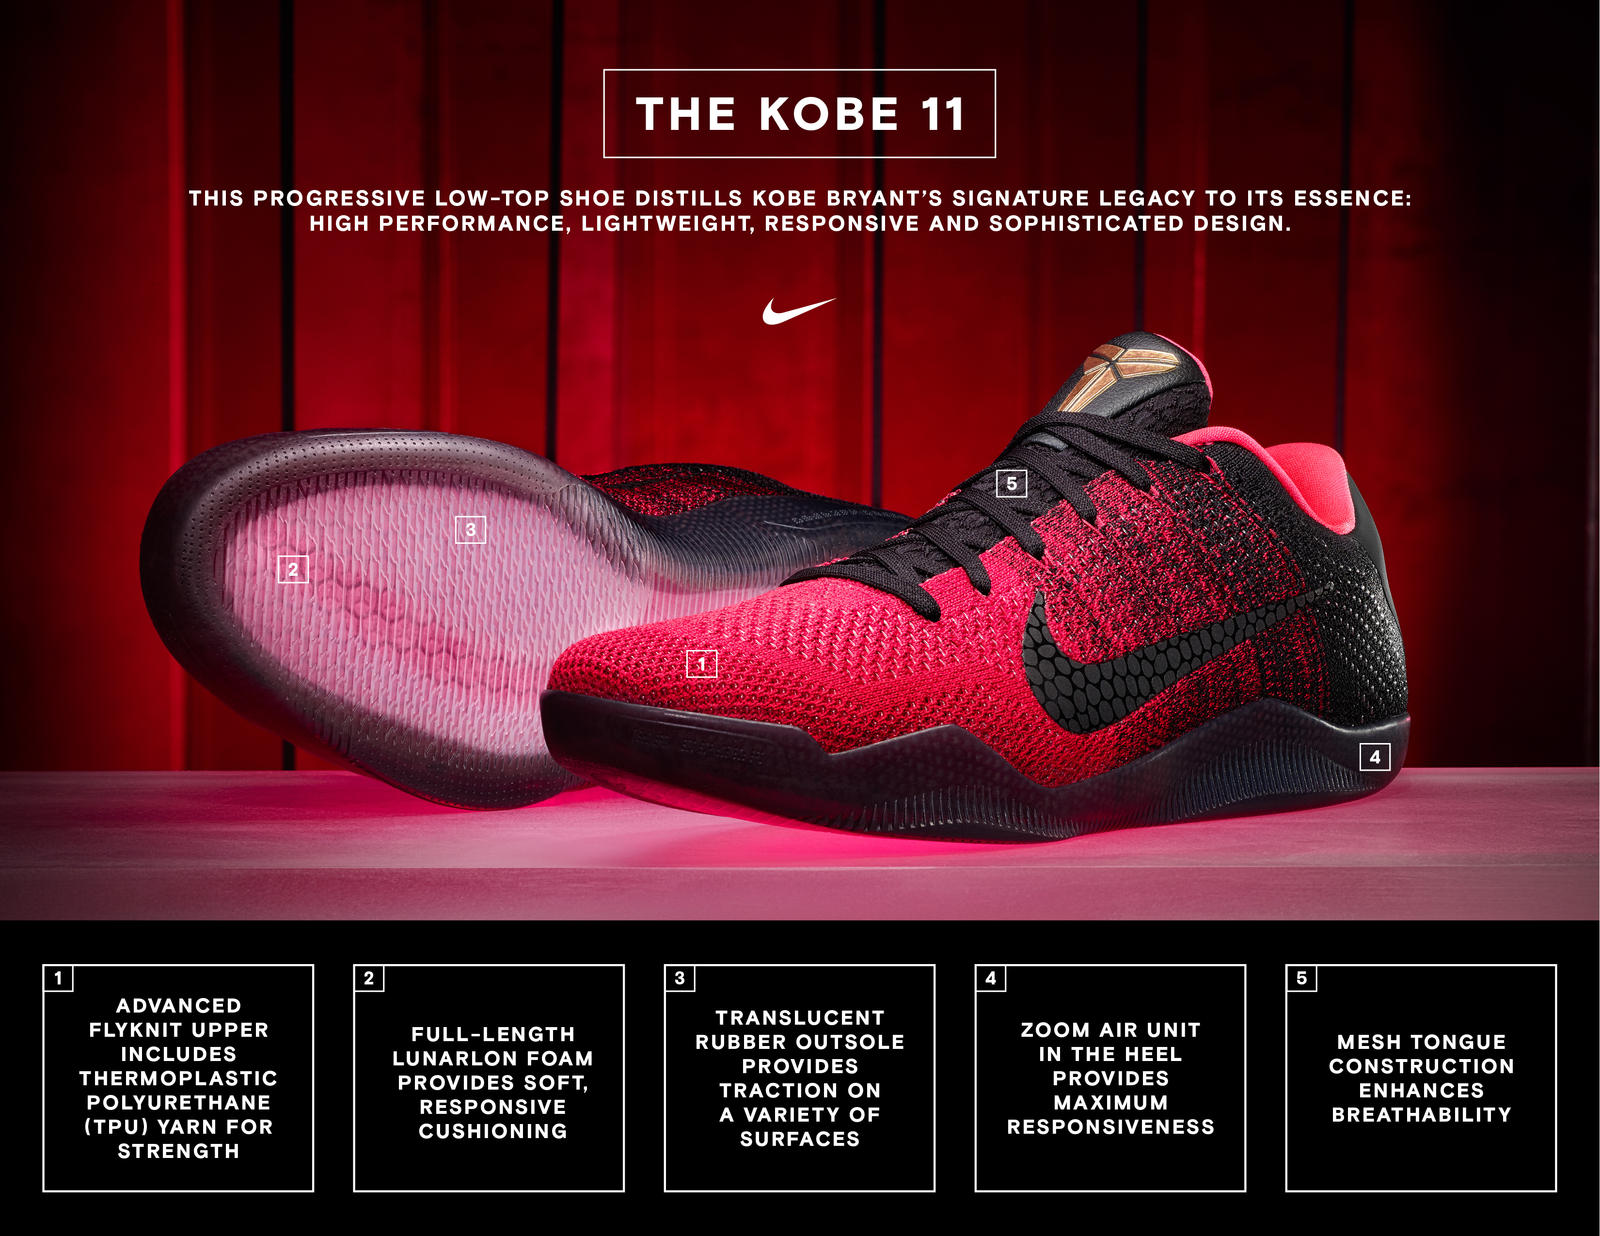 THE KOBE 11
THIS PROGRESSIVE LOW-TOP SHOE DISTILLS KOBE BRYANT'S SIGNATURE LEGACY TO ITS ESSENCE:
HIGH PERFORMANCE, LIGHTWEIGHT, RESPONSIVE AND SOPHISTICATED DESIGN.
5
3
2
1
4
1
ADVANCED
FLYKNIT UPPER
INCLUDES
THERMOPLASTIC
POLYURETHANE
(TPU) YARN FOR
STRENGTH
2
FULL-LENGTH
LUNARLON FOAM
PROVIDES SOFT,
RESPONSIVE
CUSHIONING
3
TRANSLUCENT
RUBBER OUTSOLE
PROVIDES
TRACTION ON
A VARIETY OF
SURFACES
4
ZOOM AIR UNIT
IN THE HEEL
PROVIDES
MAXIMUM
RESPONSIVENESS
5
MESH TONGUE
CONSTRUCTION
ENHANCES
BREATHABILITY